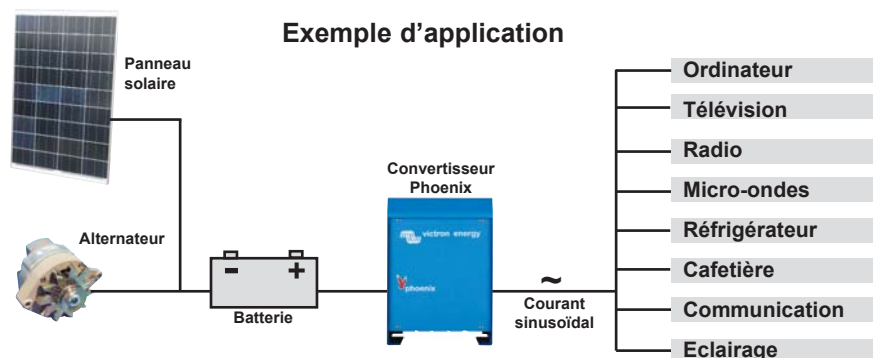 Exemple d'application
Panneau
solaire
Alternateur
Batterie
Convertisseur
Phoenix
victron energy
phoenix
~
Courant
sinusoïdal
Ordinateur
Télévision
Radio
Micro-ondes
Réfrigérateur
Cafetière
Communication
Eclairage